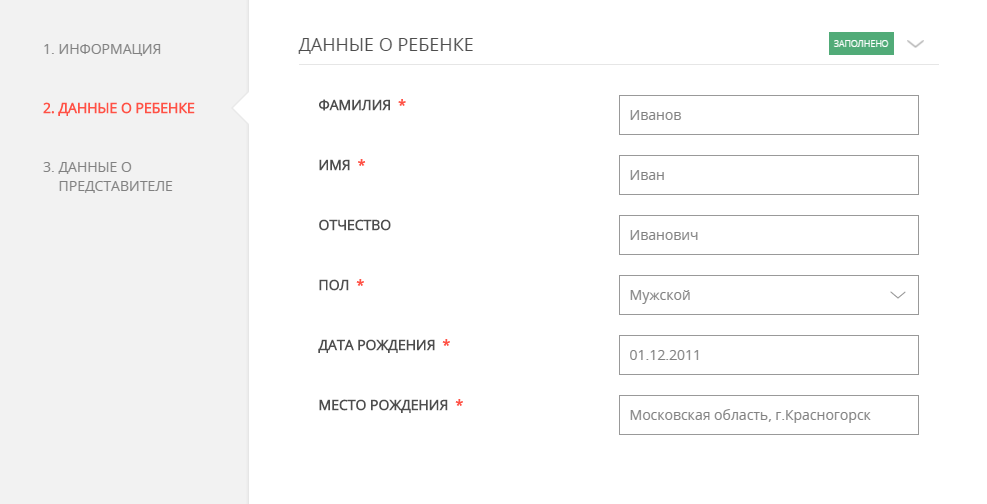 1. ИНФОРМАЦИЯ
2. ДАННЫЕ О РЕБЕНКЕ
3. ДАННЫЕ О
ПРЕДСТАВИТЕЛЕ
ДАННЫЕ О РЕБЕНКЕ ЗАПОЛНЕНО
ФАМИЛИЯ * Иванов
ИМЯ * Иван
ОТЧЕСТВО Иванович
ПОЛ * Мужской
ДАТА РОЖДЕНИЯ * 01.12.2011
МЕСТО РОЖДЕНИЯ * Московская область, г.Красногорск